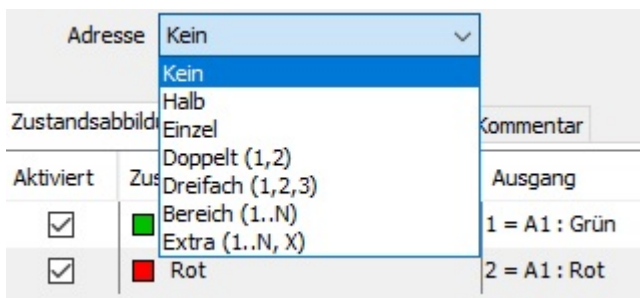 Adresse Kein
Kein
Halb
Einzel
Doppelt (1,2)
Dreifach (1,2,3)
Bereich (1..N)
Extra (1..N, X)
Kommentar
Aktiviert Ausgang
1 = A1 : Grün
Rot 2 = A1 : Rot